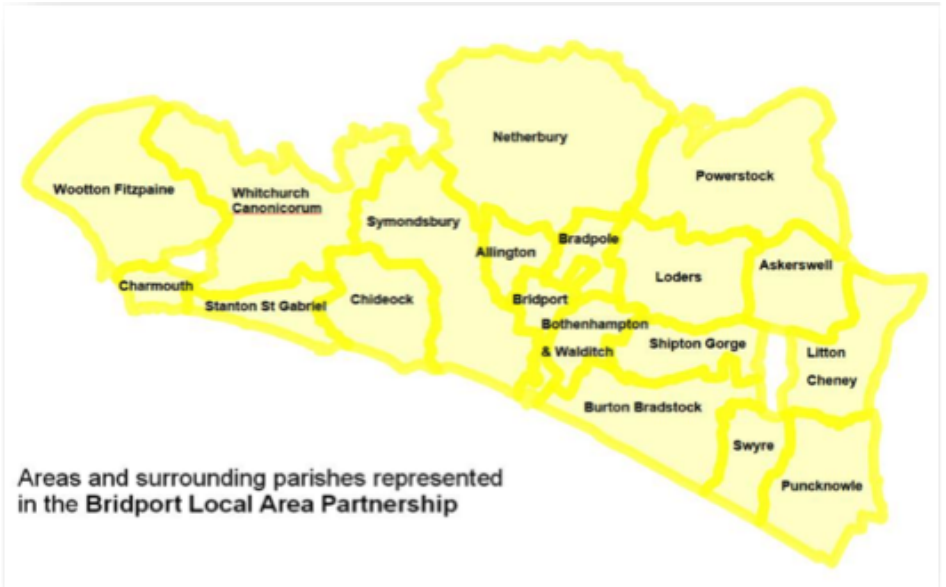 Netherbury
Powerstock
Wootton Fitzpaine
Whitchurch
Canonicorum
Symondsbury
Bradpole
Allington
Askerswell
Loders
Charmouth
Stanton St Gabriel
Chideock
Bridport
Bothenhampton
& Walditch
Shipton Gorge
Litton
Cheney
Burton Bradstock
Swyre
Puncknowle
Areas and surrounding parishes represented
in the Bridport Local Area Partnership